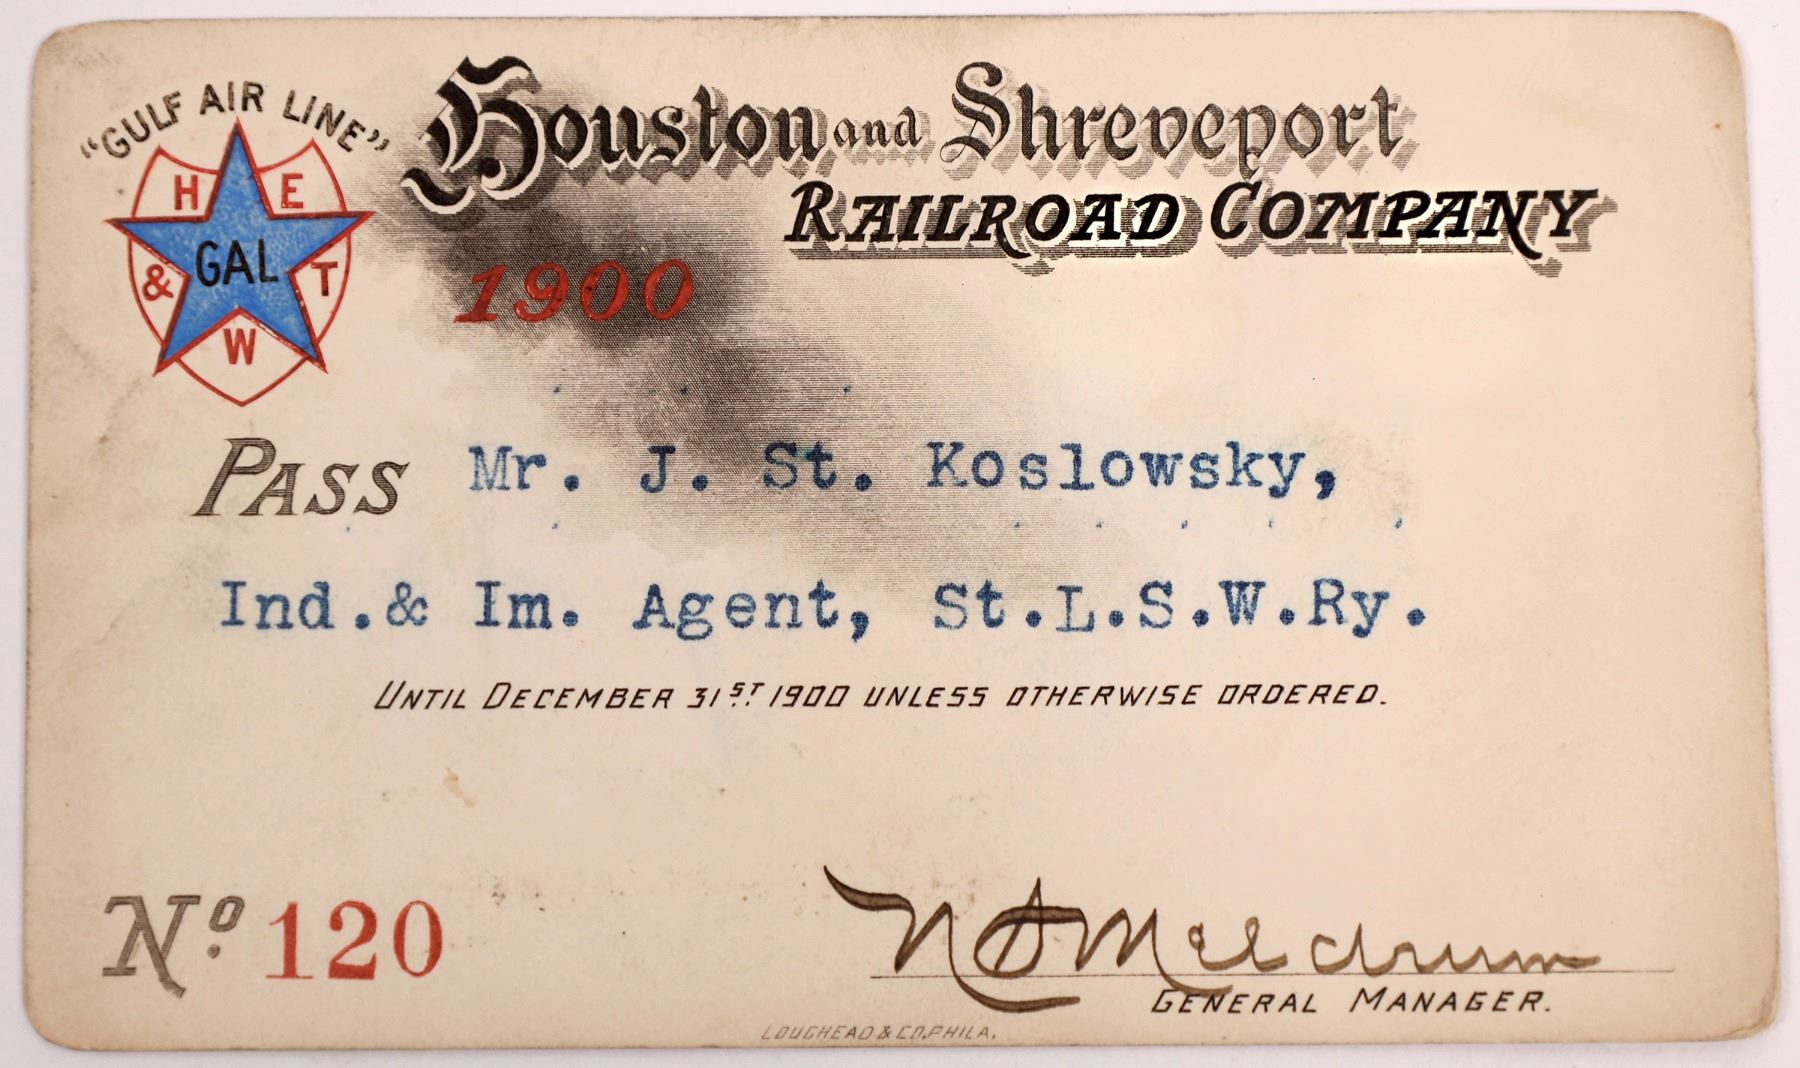 "GULF AIR LINE"
H E
GAL
& T
W
Houston and Shreveport
RAILROAD COMPANY
1900
PASS Mr. J. St. Koslowsky,
Ind.& Im. Agent, St.L.S.W.Ry.
UNTIL DECEMBER 31ST 1900 UNLESS OTHERWISE ORDERED.
No. 120
N D Meldrum
GENERAL MANAGER.
LOUGHEAD & CO. PHILA.